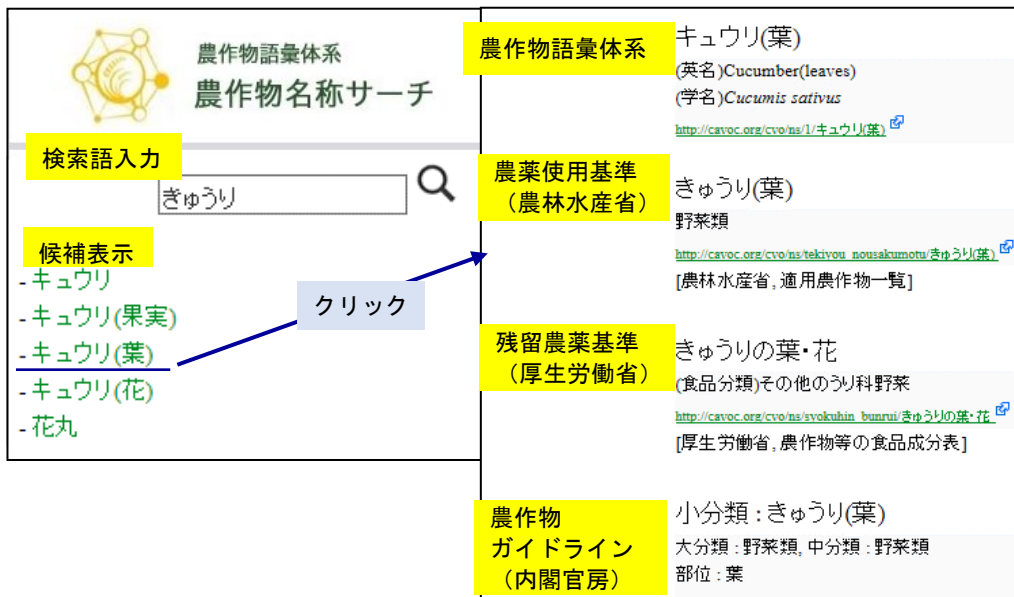 農作物語彙体系
農作物名称サーチ
検索語入力
きゅうり
候補表示
- キュウリ
- キュウリ(果実)
- キュウリ(葉)
- キュウリ(花)
- 花丸
クリック
農作物語彙体系
キュウリ(葉)
(英名)Cucumber(leaves)
(学名)Cucumis sativus
http://cavoc.org/cvo/ns/1/キュウリ(葉)
農薬使用基準
（農林水産省）
きゅうり(葉)
野菜類
http://cavoc.org/cvo/ns/tekiyou_nousakumotu/きゅうり(葉)
[農林水産省, 適用農作物一覧]
残留農薬基準
（厚生労働省）
きゅうりの葉・花
(食品分類)その他のうり科野菜
http://cavoc.org/cvo/ns/syokuhin_bunrui/きゅうりの葉・花
[厚生労働省, 農作物等の食品成分表]
農作物
ガイドライン
（内閣官房）
小分類 : きゅうり(葉)
大分類 : 野菜類, 中分類 : 野菜類
部位 : 葉